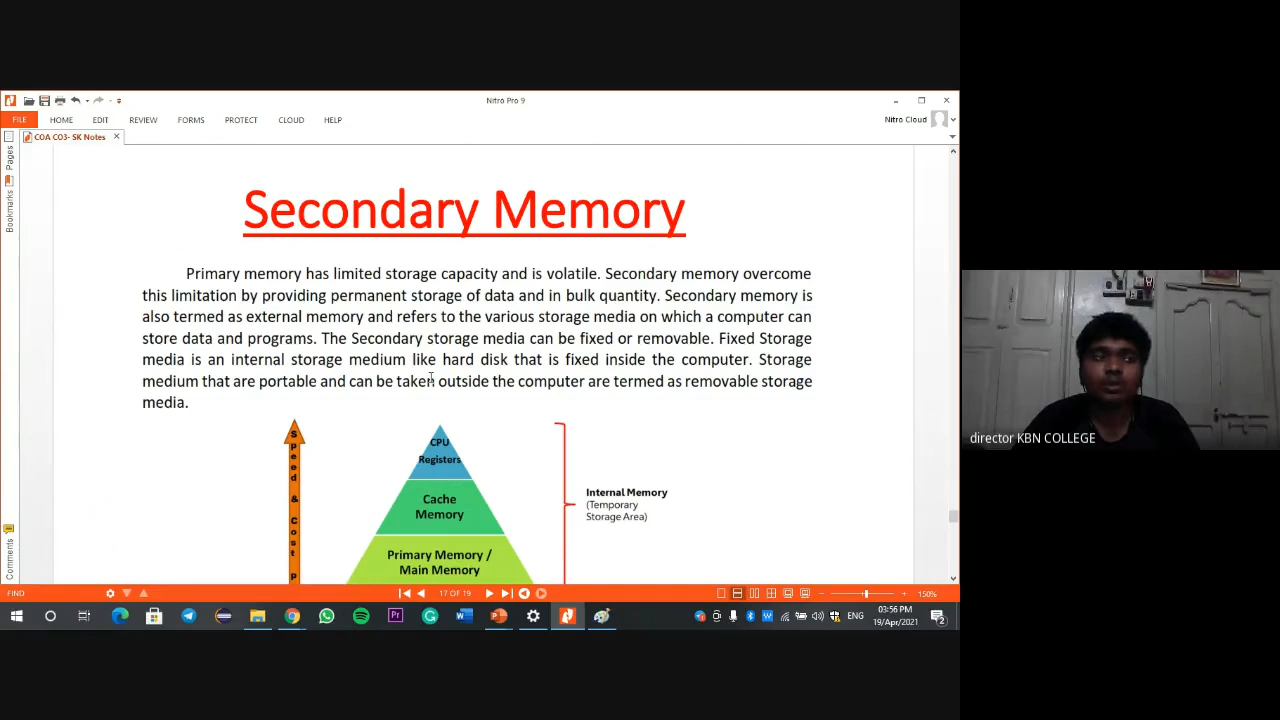 Nitro Pro 9
FILE HOME EDIT REVIEW FORMS PROTECT CLOUD HELP
Nitro Cloud
COA CO3- SK Notes
Pages
Bookmarks
Comments
Secondary Memory
Primary memory has limited storage capacity and is volatile. Secondary memory overcome
this limitation by providing permanent storage of data and in bulk quantity. Secondary memory is
also termed as external memory and refers to the various storage media on which a computer can
store data and programs. The Secondary storage media can be fixed or removable. Fixed Storage
media is an internal storage medium like hard disk that is fixed inside the computer. Storage
medium that are portable and can be taken outside the computer are termed as removable storage
media.
Speed & Cost p
CPU
Registers
Cache
Memory
Primary Memory /
Main Memory
Internal Memory
(Temporary
Storage Area)
director KBN COLLEGE
FIND
17 OF 19
150%
ENG
03:56 PM
19/Apr/2021
2